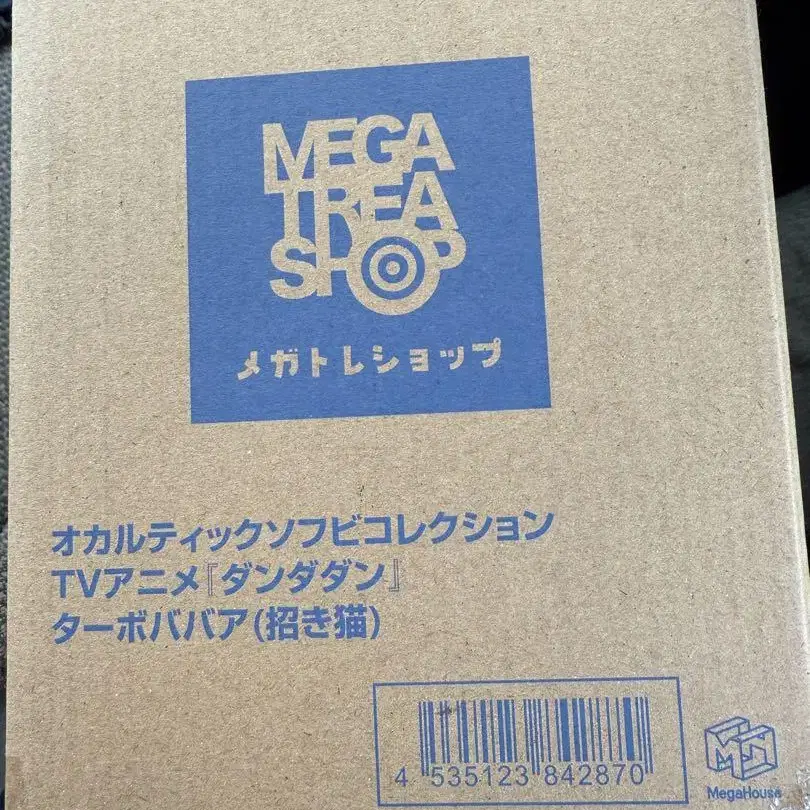 MEGA
TREA
SHOP
メガトレショップ
オカルティックソフビコレクション
TVアニメ『ダンダダン』
ターボババア(招き猫)
4 535123 842870
MegaHouse